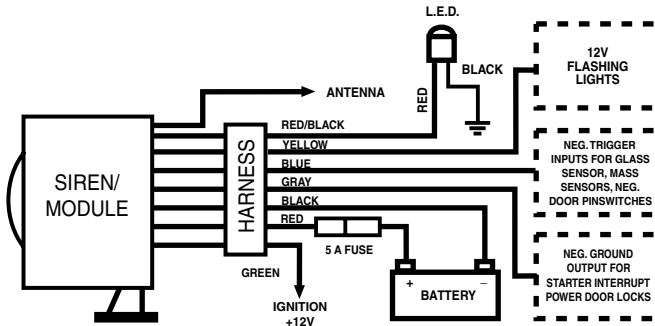 L.E.D.
BLACK
RED
12V
FLASHING
LIGHTS
ANTENNA
RED/BLACK
YELLOW
BLUE
GRAY
BLACK
RED
HARNESS
SIREN/
MODULE
NEG. TRIGGER
INPUTS FOR GLASS
SENSOR, MASS
SENSORS, NEG.
DOOR PINSWITCHES
5 A FUSE
GREEN
IGNITION
+12V
+
–
BATTERY
NEG. GROUND
OUTPUT FOR
STARTER INTERRUPT
POWER DOOR LOCKS